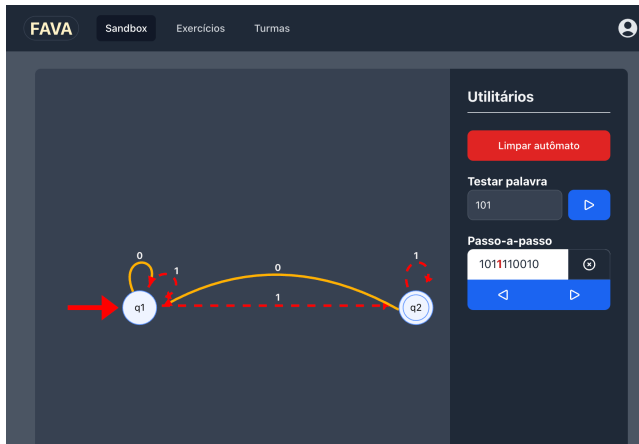 FAVA Sandbox Exercícios Turmas
Utilitários
Limpar autômato
Testar palavra
101
Passo-a-passo
1011110010
0
1
0
1
1
q1
q2